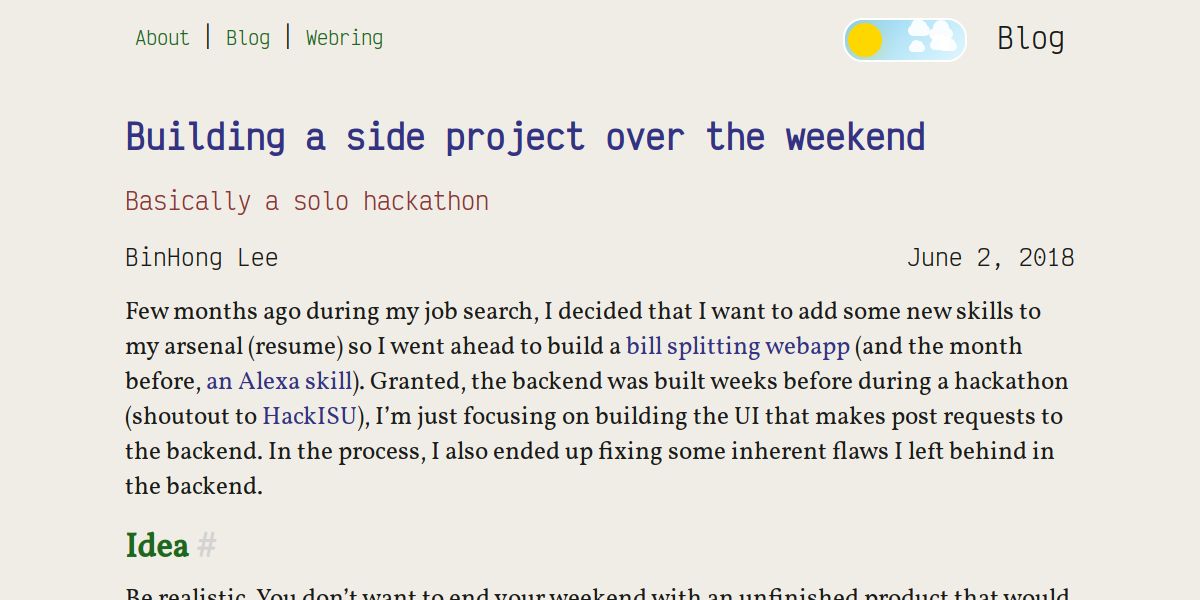 About | Blog | Webring
Blog
Building a side project over the weekend
Basically a solo hackathon
BinHong Lee
June 2, 2018
Few months ago during my job search, I decided that I want to add some new skills to
my arsenal (resume) so I went ahead to build a bill splitting webapp (and the month
before, an Alexa skill). Granted, the backend was built weeks before during a hackathon
(shoutout to HackISU), I’m just focusing on building the UI that makes post requests to
the backend. In the process, I also ended up fixing some inherent flaws I left behind in
the backend.
Idea #
Be realistic. You don’t want to end your weekend with an unfinished product that would